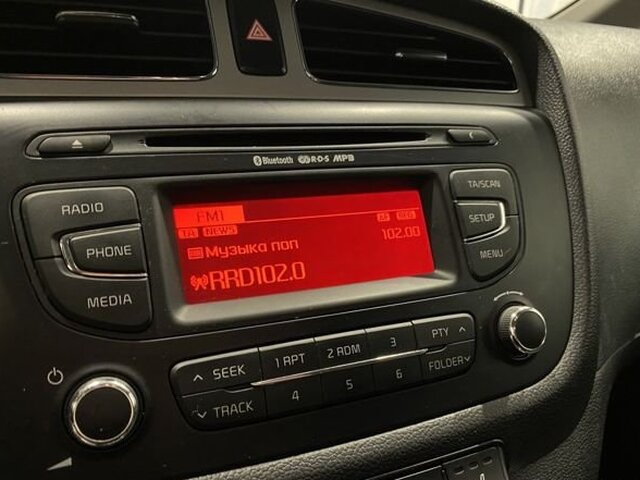 Bluetooth R·D·S MP3
RADIO
PHONE
MEDIA
FM1
TA NEWS AF REG
Музыка поп 102.00
RRD102.0
TA/SCAN
SETUP
MENU
SEEK
TRACK
1 RPT 2 RDM 3
4 5 6
PTY
FOLDER